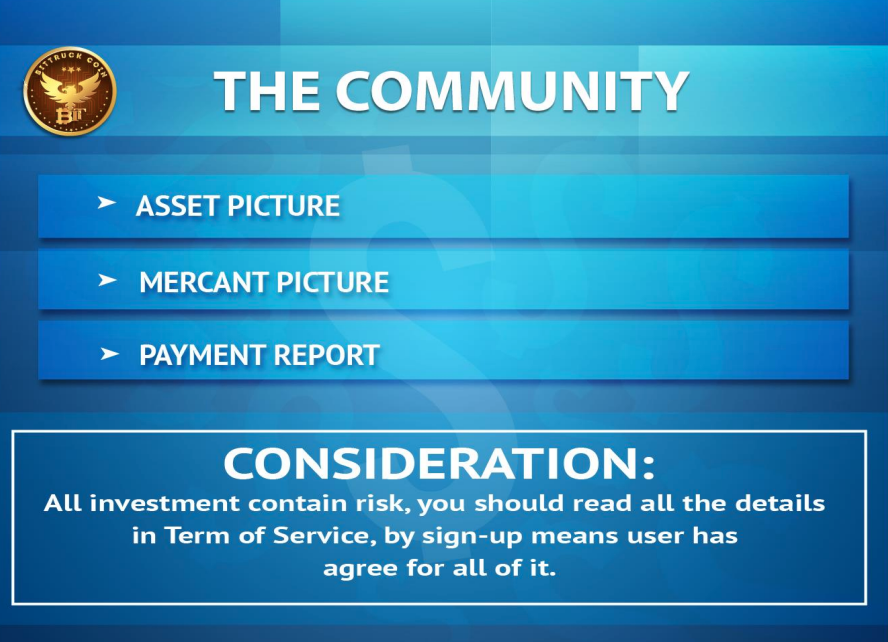 BITTRUCK COIN
BIT
THE COMMUNITY
➢ ASSET PICTURE
➢ MERCANT PICTURE
➢ PAYMENT REPORT
CONSIDERATION:
All investment contain risk, you should read all the details
in Term of Service, by sign-up means user has
agree for all of it.